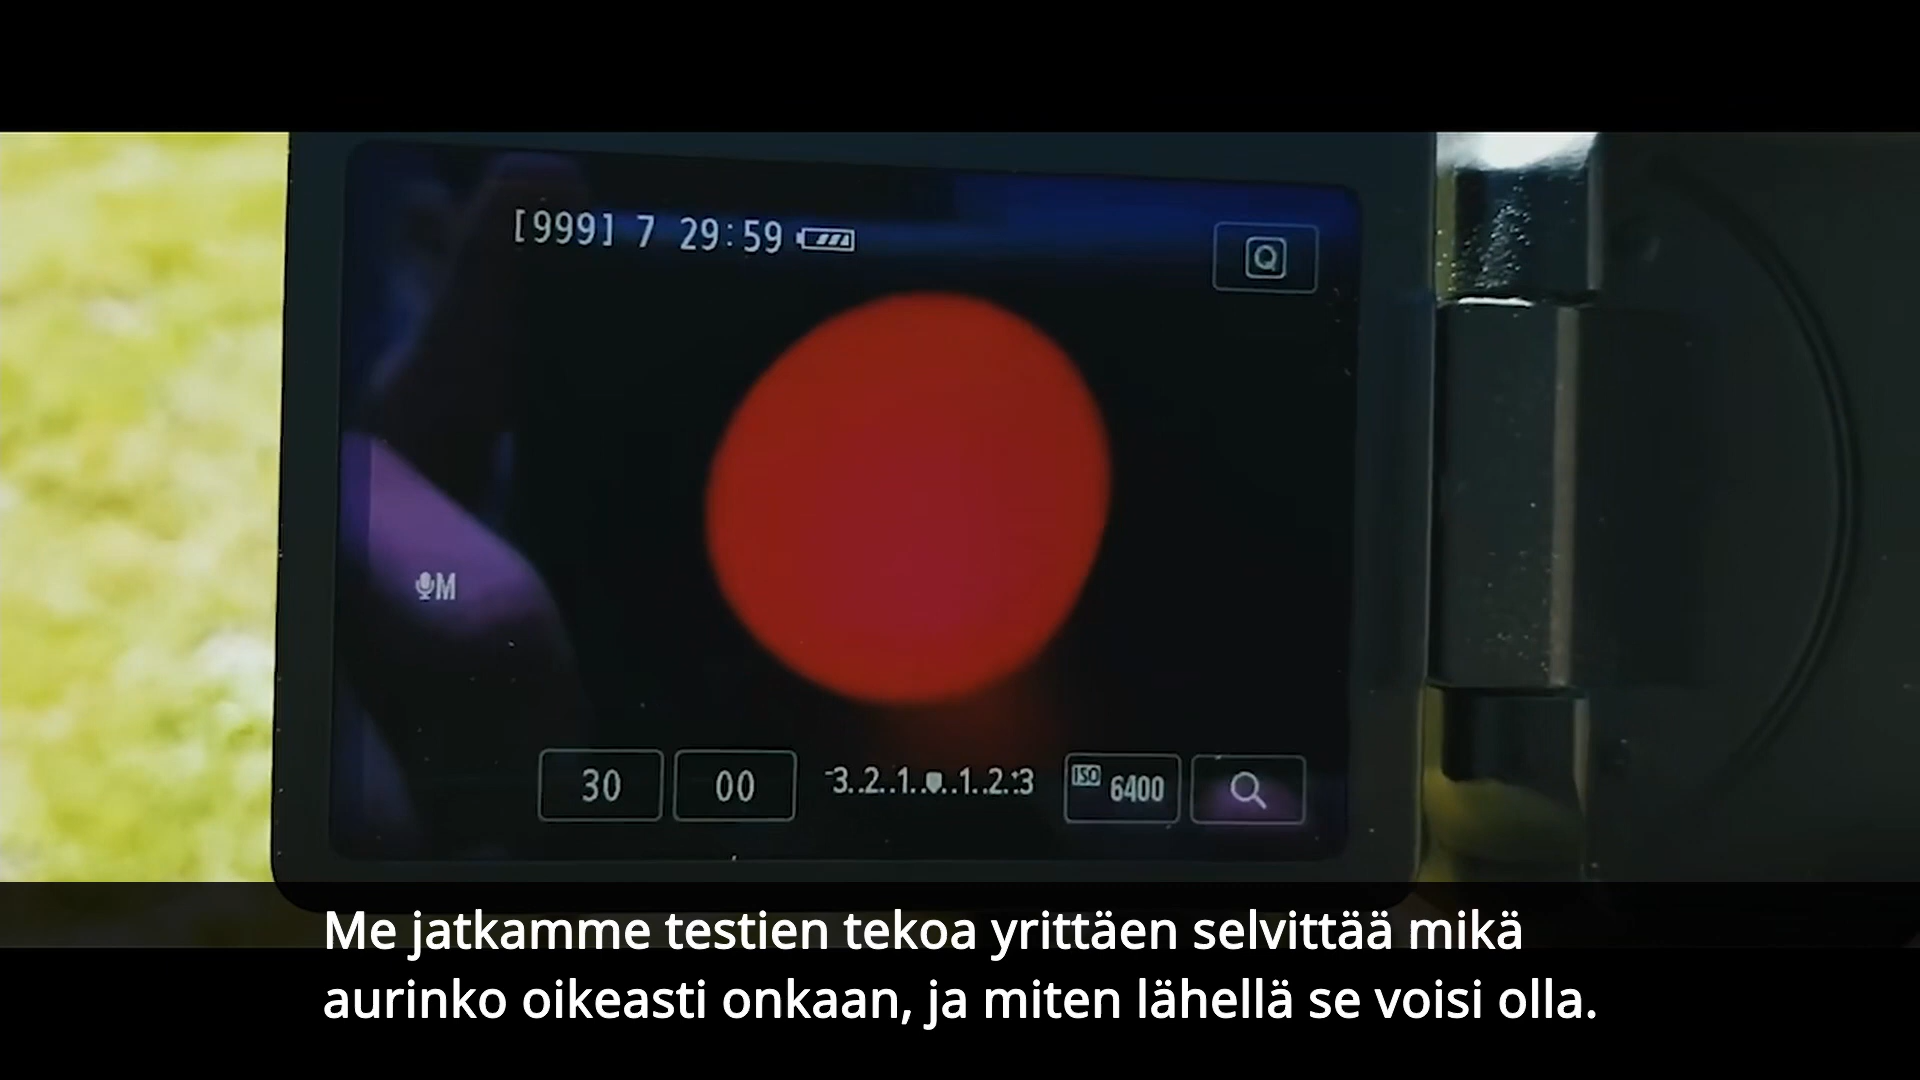 [999] 7 29:59
Q
M
30 00 -3..2..1....1..2..+3 ISO 6400
Me jatkamme testien tekoa yrittäen selvittää mikä
aurinko oikeasti onkaan, ja miten lähellä se voisi olla.